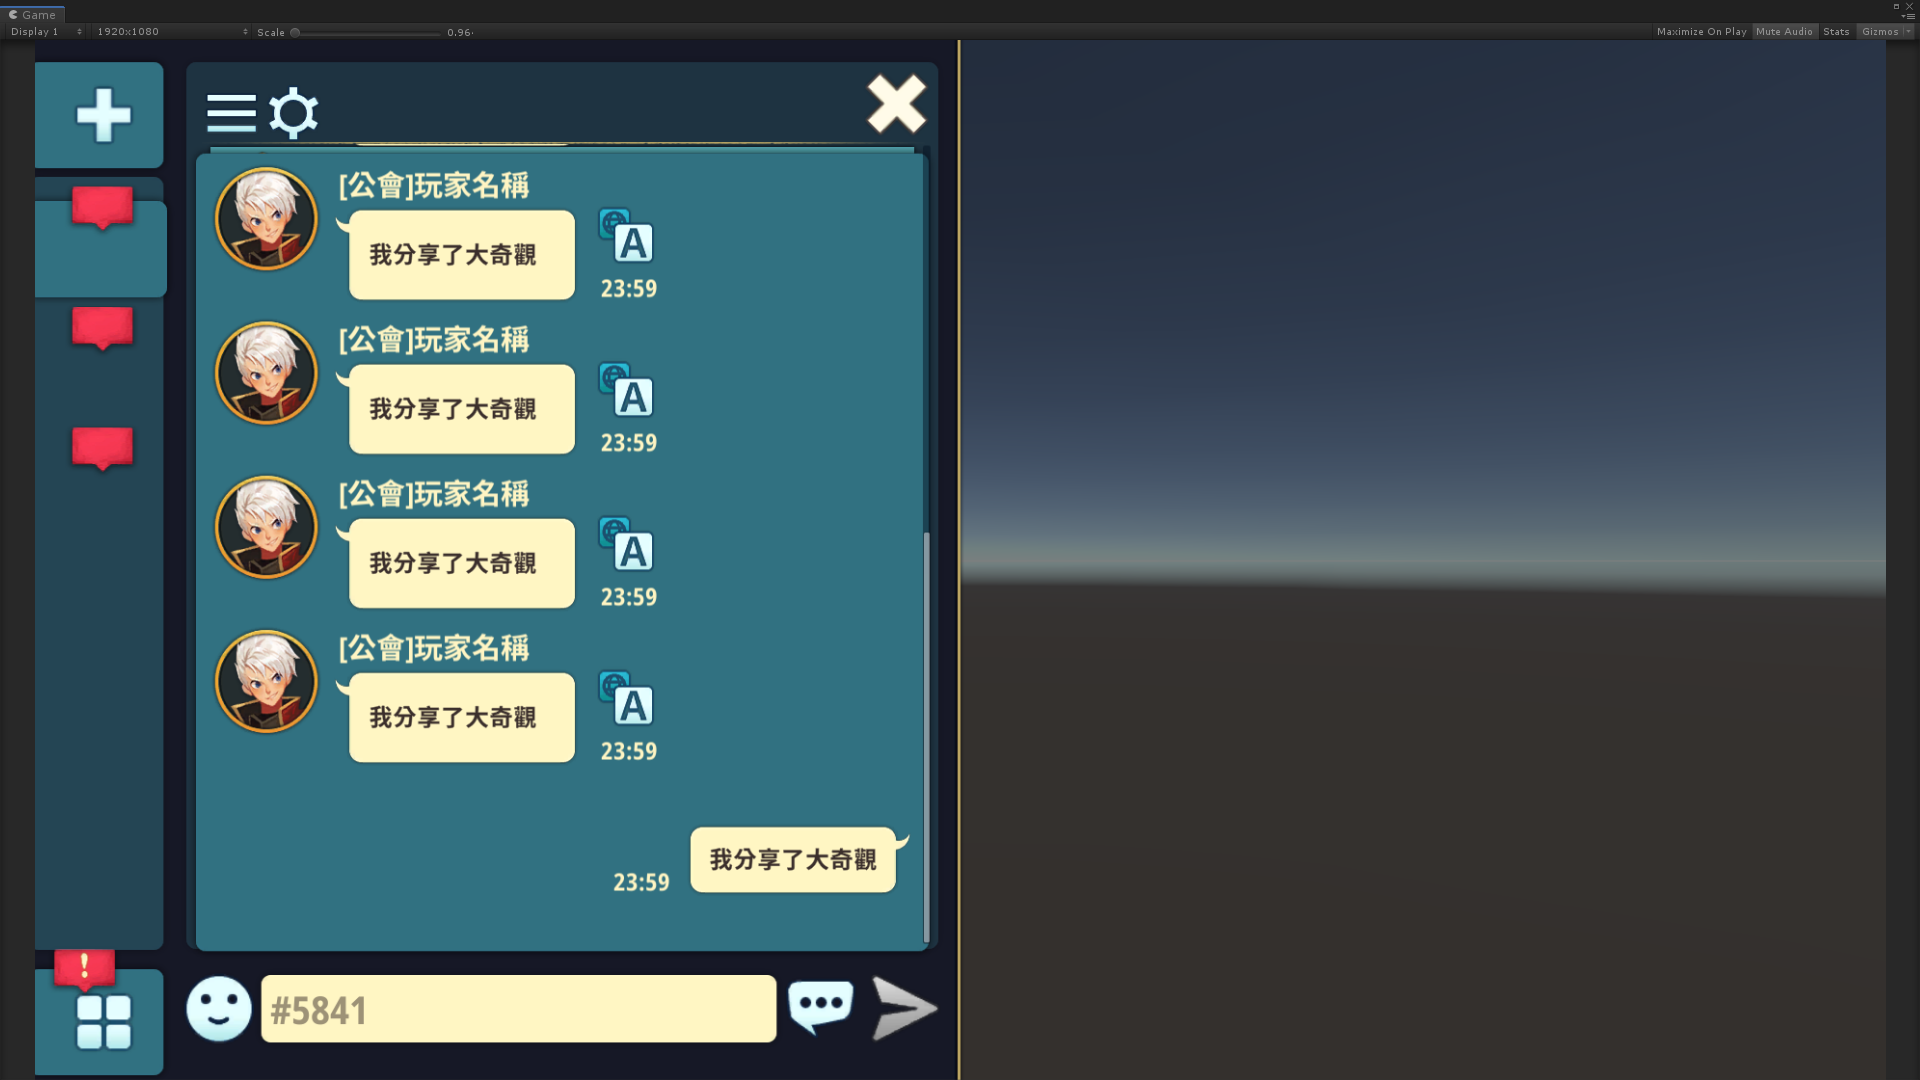 Game
Display 1
1920x1080
Scale
0.96
Maximize On Play
Mute Audio
Stats
Gizmos
[公會]玩家名稱
我分享了大奇觀
A
23:59
[公會]玩家名稱
我分享了大奇觀
A
23:59
[公會]玩家名稱
我分享了大奇觀
A
23:59
[公會]玩家名稱
我分享了大奇觀
A
23:59
我分享了大奇觀
23:59
!
#5841